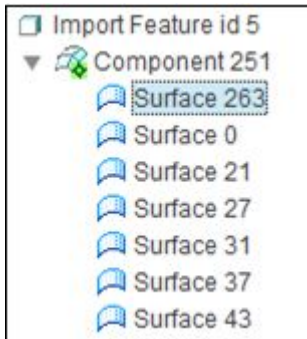 Import Feature id 5
Component 251
Surface 263
Surface 0
Surface 21
Surface 27
Surface 31
Surface 37
Surface 43